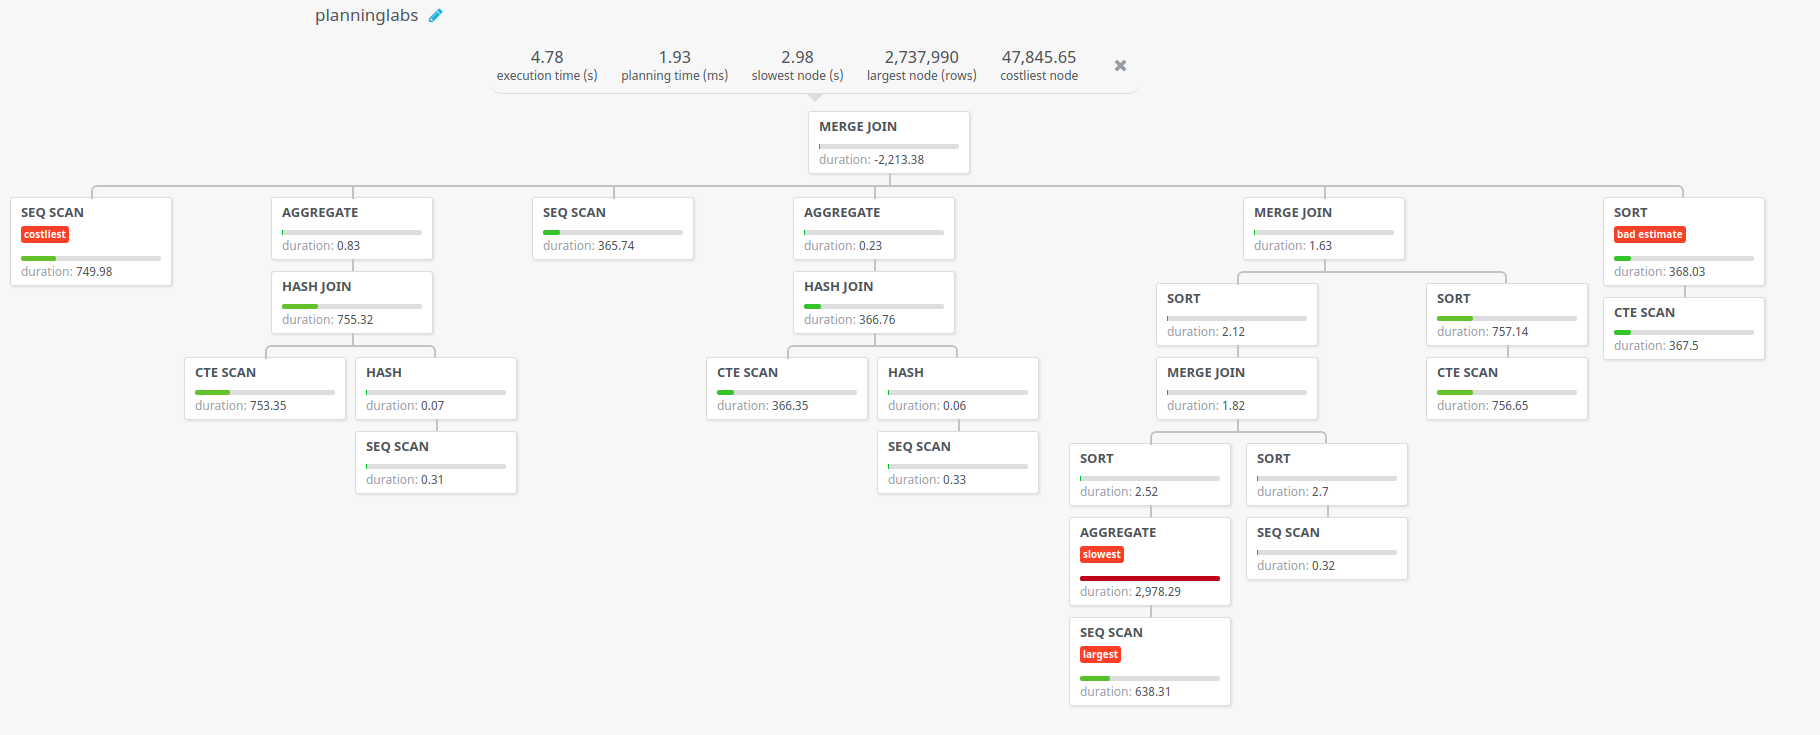 planninglabs
4.78 1.93 2.98 2,737,990 47,845.65
execution time (s) planning time (ms) slowest node (s) largest node (rows) costliest node
MERGE JOIN
duration: -2,213.38
SEQ SCAN
costliest
duration: 749.98
AGGREGATE
duration: 0.83
HASH JOIN
duration: 755.32
CTE SCAN
duration: 753.35
HASH
duration: 0.07
SEQ SCAN
duration: 0.31
SEQ SCAN
duration: 365.74
AGGREGATE
duration: 0.23
HASH JOIN
duration: 366.76
CTE SCAN
duration: 366.35
HASH
duration: 0.06
SEQ SCAN
duration: 0.33
MERGE JOIN
duration: 1.63
SORT
duration: 2.12
MERGE JOIN
duration: 1.82
SORT
duration: 2.52
AGGREGATE
slowest
duration: 2,978.29
SEQ SCAN
largest
duration: 638.31
SORT
duration: 2.7
SEQ SCAN
duration: 0.32
SORT
duration: 757.14
CTE SCAN
duration: 756.65
SORT
bad estimate
duration: 368.03
CTE SCAN
duration: 367.5